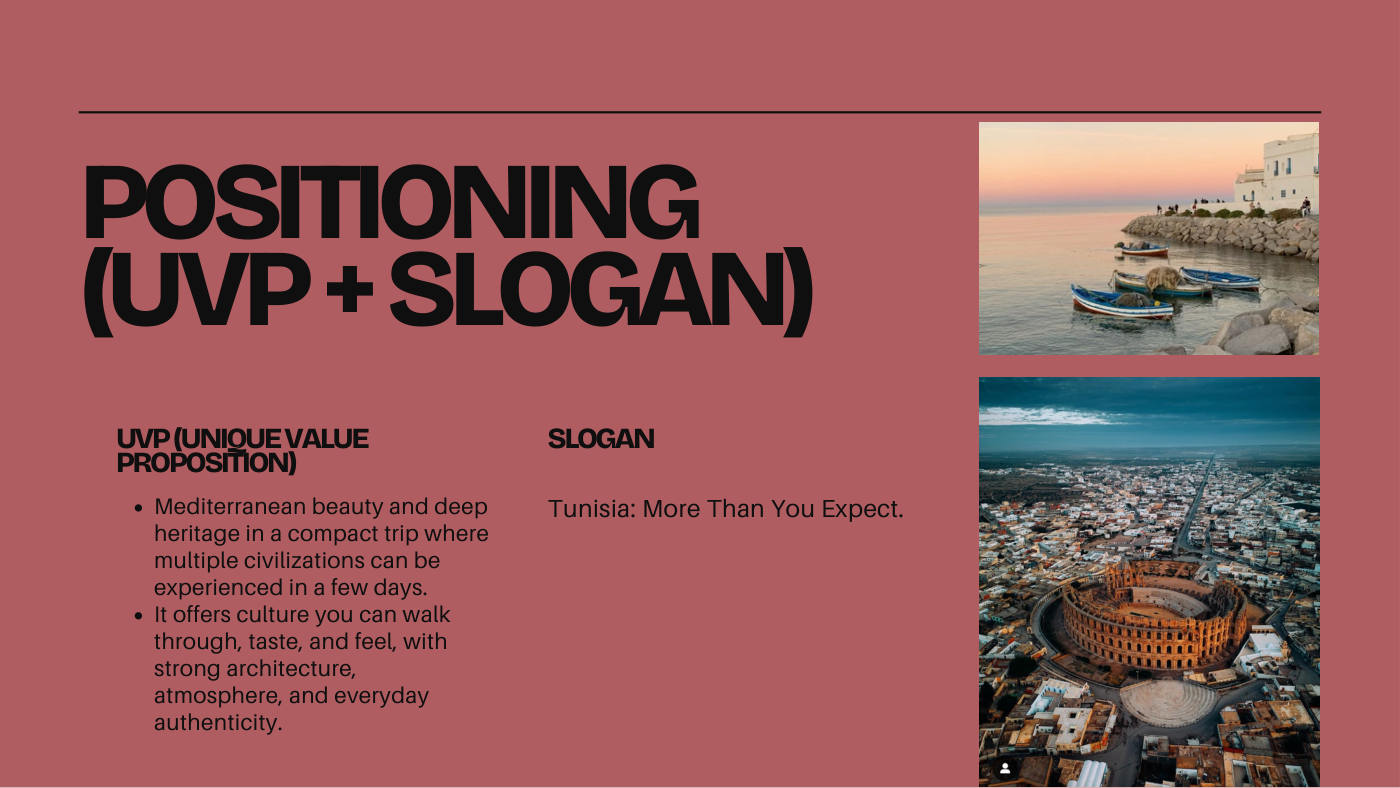 POSITIONING
(UVP + SLOGAN)
UVP (UNIQUE VALUE
PROPOSITION)
• Mediterranean beauty and deep
heritage in a compact trip where
multiple civilizations can be
experienced in a few days.
• It offers culture you can walk
through, taste, and feel, with
strong architecture,
atmosphere, and everyday
authenticity.
SLOGAN
Tunisia: More Than You Expect.